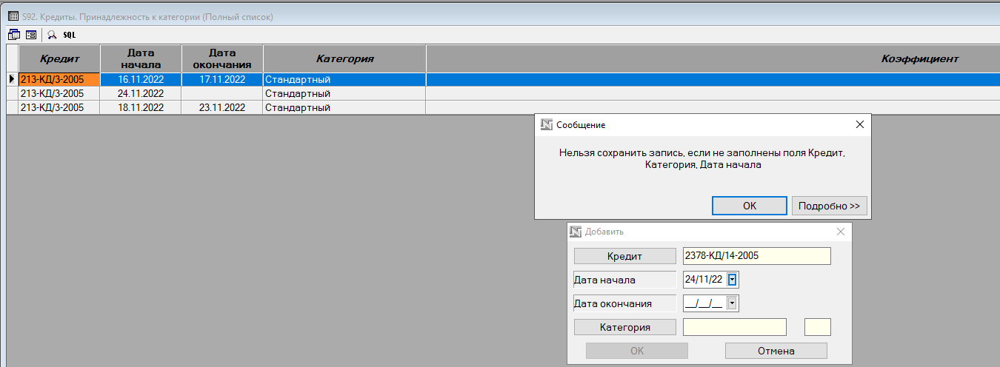 S92. Кредиты. Принадлежность к категории (Полный список)
SQL
Кредит Дата начала Дата окончания Категория Коэффициент
213-КД/3-2005 16.11.2022 17.11.2022 Стандартный
213-КД/3-2005 24.11.2022 Стандартный
213-КД/3-2005 18.11.2022 23.11.2022 Стандартный
Сообщение
Нельзя сохранить запись, если не заполнены поля Кредит,
Категория, Дата начала
OK Подробно >>
Добавить
Кредит 2378-КД/14-2005
Дата начала 24/11/22
Дата окончания __/__/__
Категория
OK Отмена